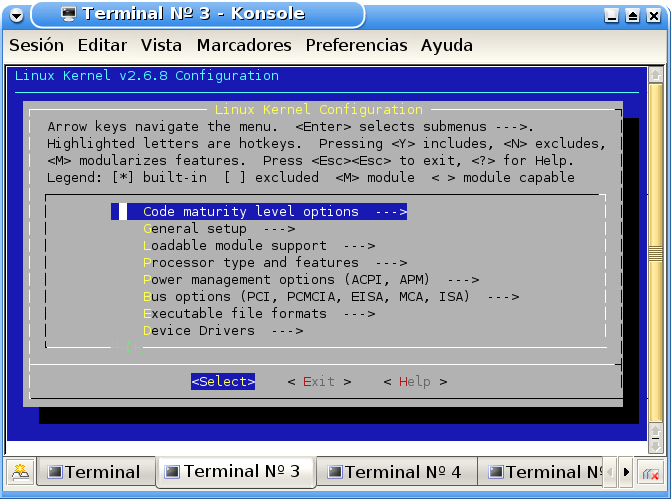 Terminal Nº 3 - Konsole
Sesión Editar Vista Marcadores Preferencias Ayuda
Linux Kernel v2.6.8 Configuration
Linux Kernel Configuration
Arrow keys navigate the menu. <Enter> selects submenus --->.
Highlighted letters are hotkeys. Pressing <Y> includes, <N> excludes,
<M> modularizes features. Press <Esc><Esc> to exit, <?> for Help.
Legend: [*] built-in [ ] excluded <M> module < > module capable
Code maturity level options --->
General setup --->
Loadable module support --->
Processor type and features --->
Power management options (ACPI, APM) --->
Bus options (PCI, PCMCIA, EISA, MCA, ISA) --->
Executable file formats --->
Device Drivers --->
<Select> < Exit > < Help >
Terminal Terminal Nº 3 Terminal Nº 4 Terminal Nº